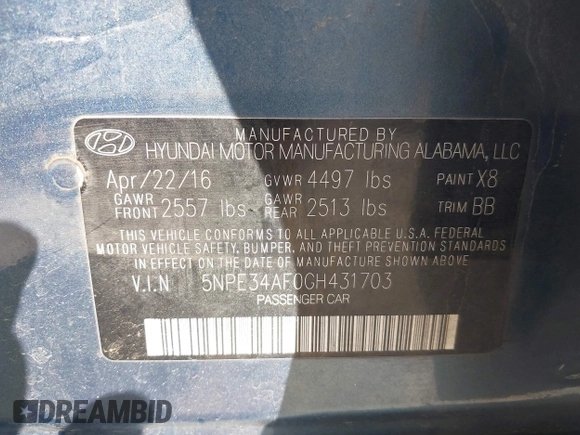 MANUFACTURED BY
HYUNDAI MOTOR MANUFACTURING ALABAMA, LLC
Apr/22/16 GVWR 4497 lbs PAINT X8
GAWR FRONT 2557 lbs GAWR REAR 2513 lbs TRIM BB
THIS VEHICLE CONFORMS TO ALL APPLICABLE U.S.A. FEDERAL
MOTOR VEHICLE SAFETY, BUMPER, AND THEFT PREVENTION
STANDARDS IN EFFECT ON THE DATE OF MANUFACTURE SHOWN ABOVE.
V.I.N 5NPE34AF0GH431703
PASSENGER CAR
DREAMBID